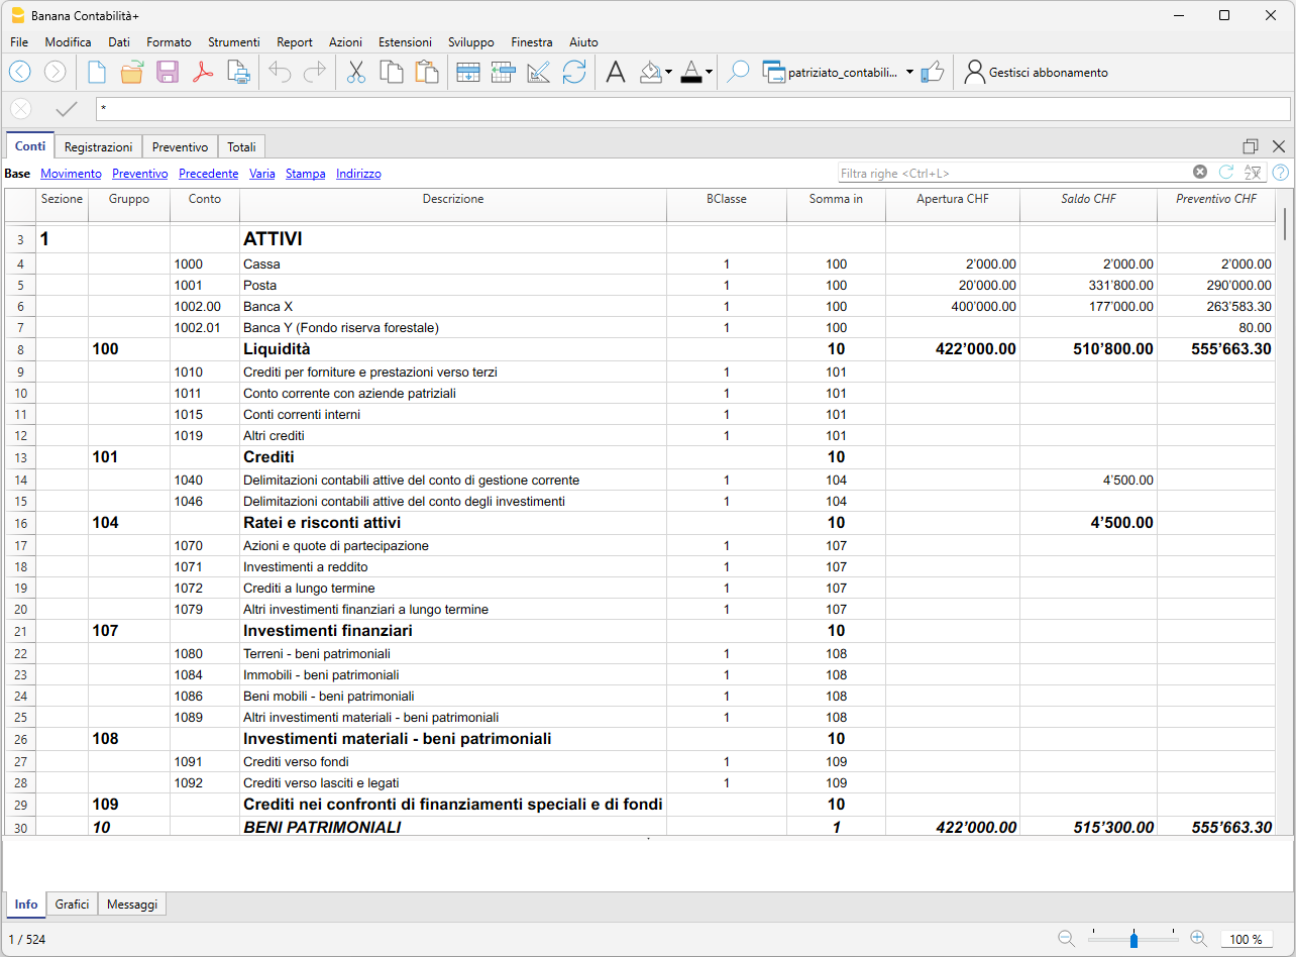 Banana Contabilità+
File Modifica Dati Formato Strumenti Report Azioni Estensioni Sviluppo Finestra Aiuto
patriziato_contabili... Gestisci abbonamento
*
Conti Registrazioni Preventivo Totali
Base Movimento Preventivo Precedente Varia Stampa Indirizzo Filtra righe <Ctrl+L>
Sezione Gruppo Conto Descrizione BClasse Somma in Apertura CHF Saldo CHF Preventivo CHF
3 1 ATTIVI
4 1000 Cassa 1 100 2'000.00 2'000.00 2'000.00
5 1001 Posta 1 100 20'000.00 331'800.00 290'000.00
6 1002.00 Banca X 1 100 400'000.00 177'000.00 263'583.30
7 1002.01 Banca Y (Fondo riserva forestale) 1 100 80.00
8 100 Liquidità 10 422'000.00 510'800.00 555'663.30
9 1010 Crediti per forniture e prestazioni verso terzi 1 101
10 1011 Conto corrente con aziende patriziali 1 101
11 1015 Conti correnti interni 1 101
12 1019 Altri crediti 1 101
13 101 Crediti 10
14 1040 Delimitazioni contabili attive del conto di gestione corrente 1 104 4'500.00
15 1046 Delimitazioni contabili attive del conto degli investimenti 1 104
16 104 Ratei e risconti attivi 10 4'500.00
17 1070 Azioni e quote di partecipazione 1 107
18 1071 Investimenti a reddito 1 107
19 1072 Crediti a lungo termine 1 107
20 1079 Altri investimenti finanziari a lungo termine 1 107
21 107 Investimenti finanziari 10
22 1080 Terreni - beni patrimoniali 1 108
23 1084 Immobili - beni patrimoniali 1 108
24 1086 Beni mobili - beni patrimoniali 1 108
25 1089 Altri investimenti materiali - beni patrimoniali 1 108
26 108 Investimenti materiali - beni patrimoniali 10
27 1091 Crediti verso fondi 1 109
28 1092 Crediti verso lasciti e legati 1 109
29 109 Crediti nei confronti di finanziamenti speciali e di fondi 10
30 10 BENI PATRIMONIALI 1 422'000.00 515'300.00 555'663.30
Info Grafici Messaggi
1 / 524 100 %